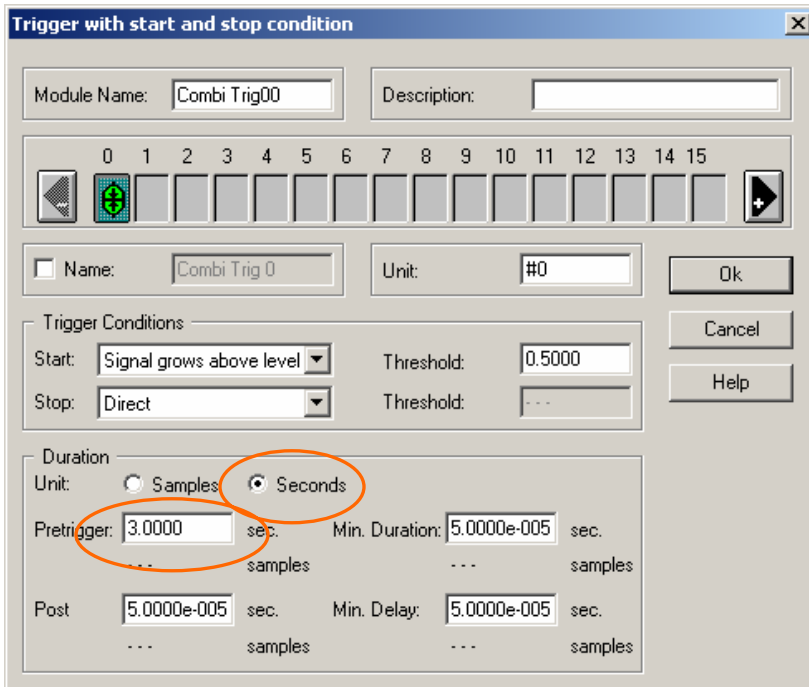 Trigger with start and stop condition
Module Name: Combi Trig00 Description:
0 1 2 3 4 5 6 7 8 9 10 11 12 13 14 15
Name: Combi Trig 0 Unit: #0
Ok
Trigger Conditions
Cancel
Start: Signal grows above level Threshold: 0.5000
Help
Stop: Direct Threshold: - - -
Duration
Unit: Samples Seconds
Pretrigger: 3.0000 sec. Min. Duration: 5.0000e-005 sec.
- - - samples - - - samples
Post 5.0000e-005 sec. Min. Delay: 5.0000e-005 sec.
- - - samples - - - samples